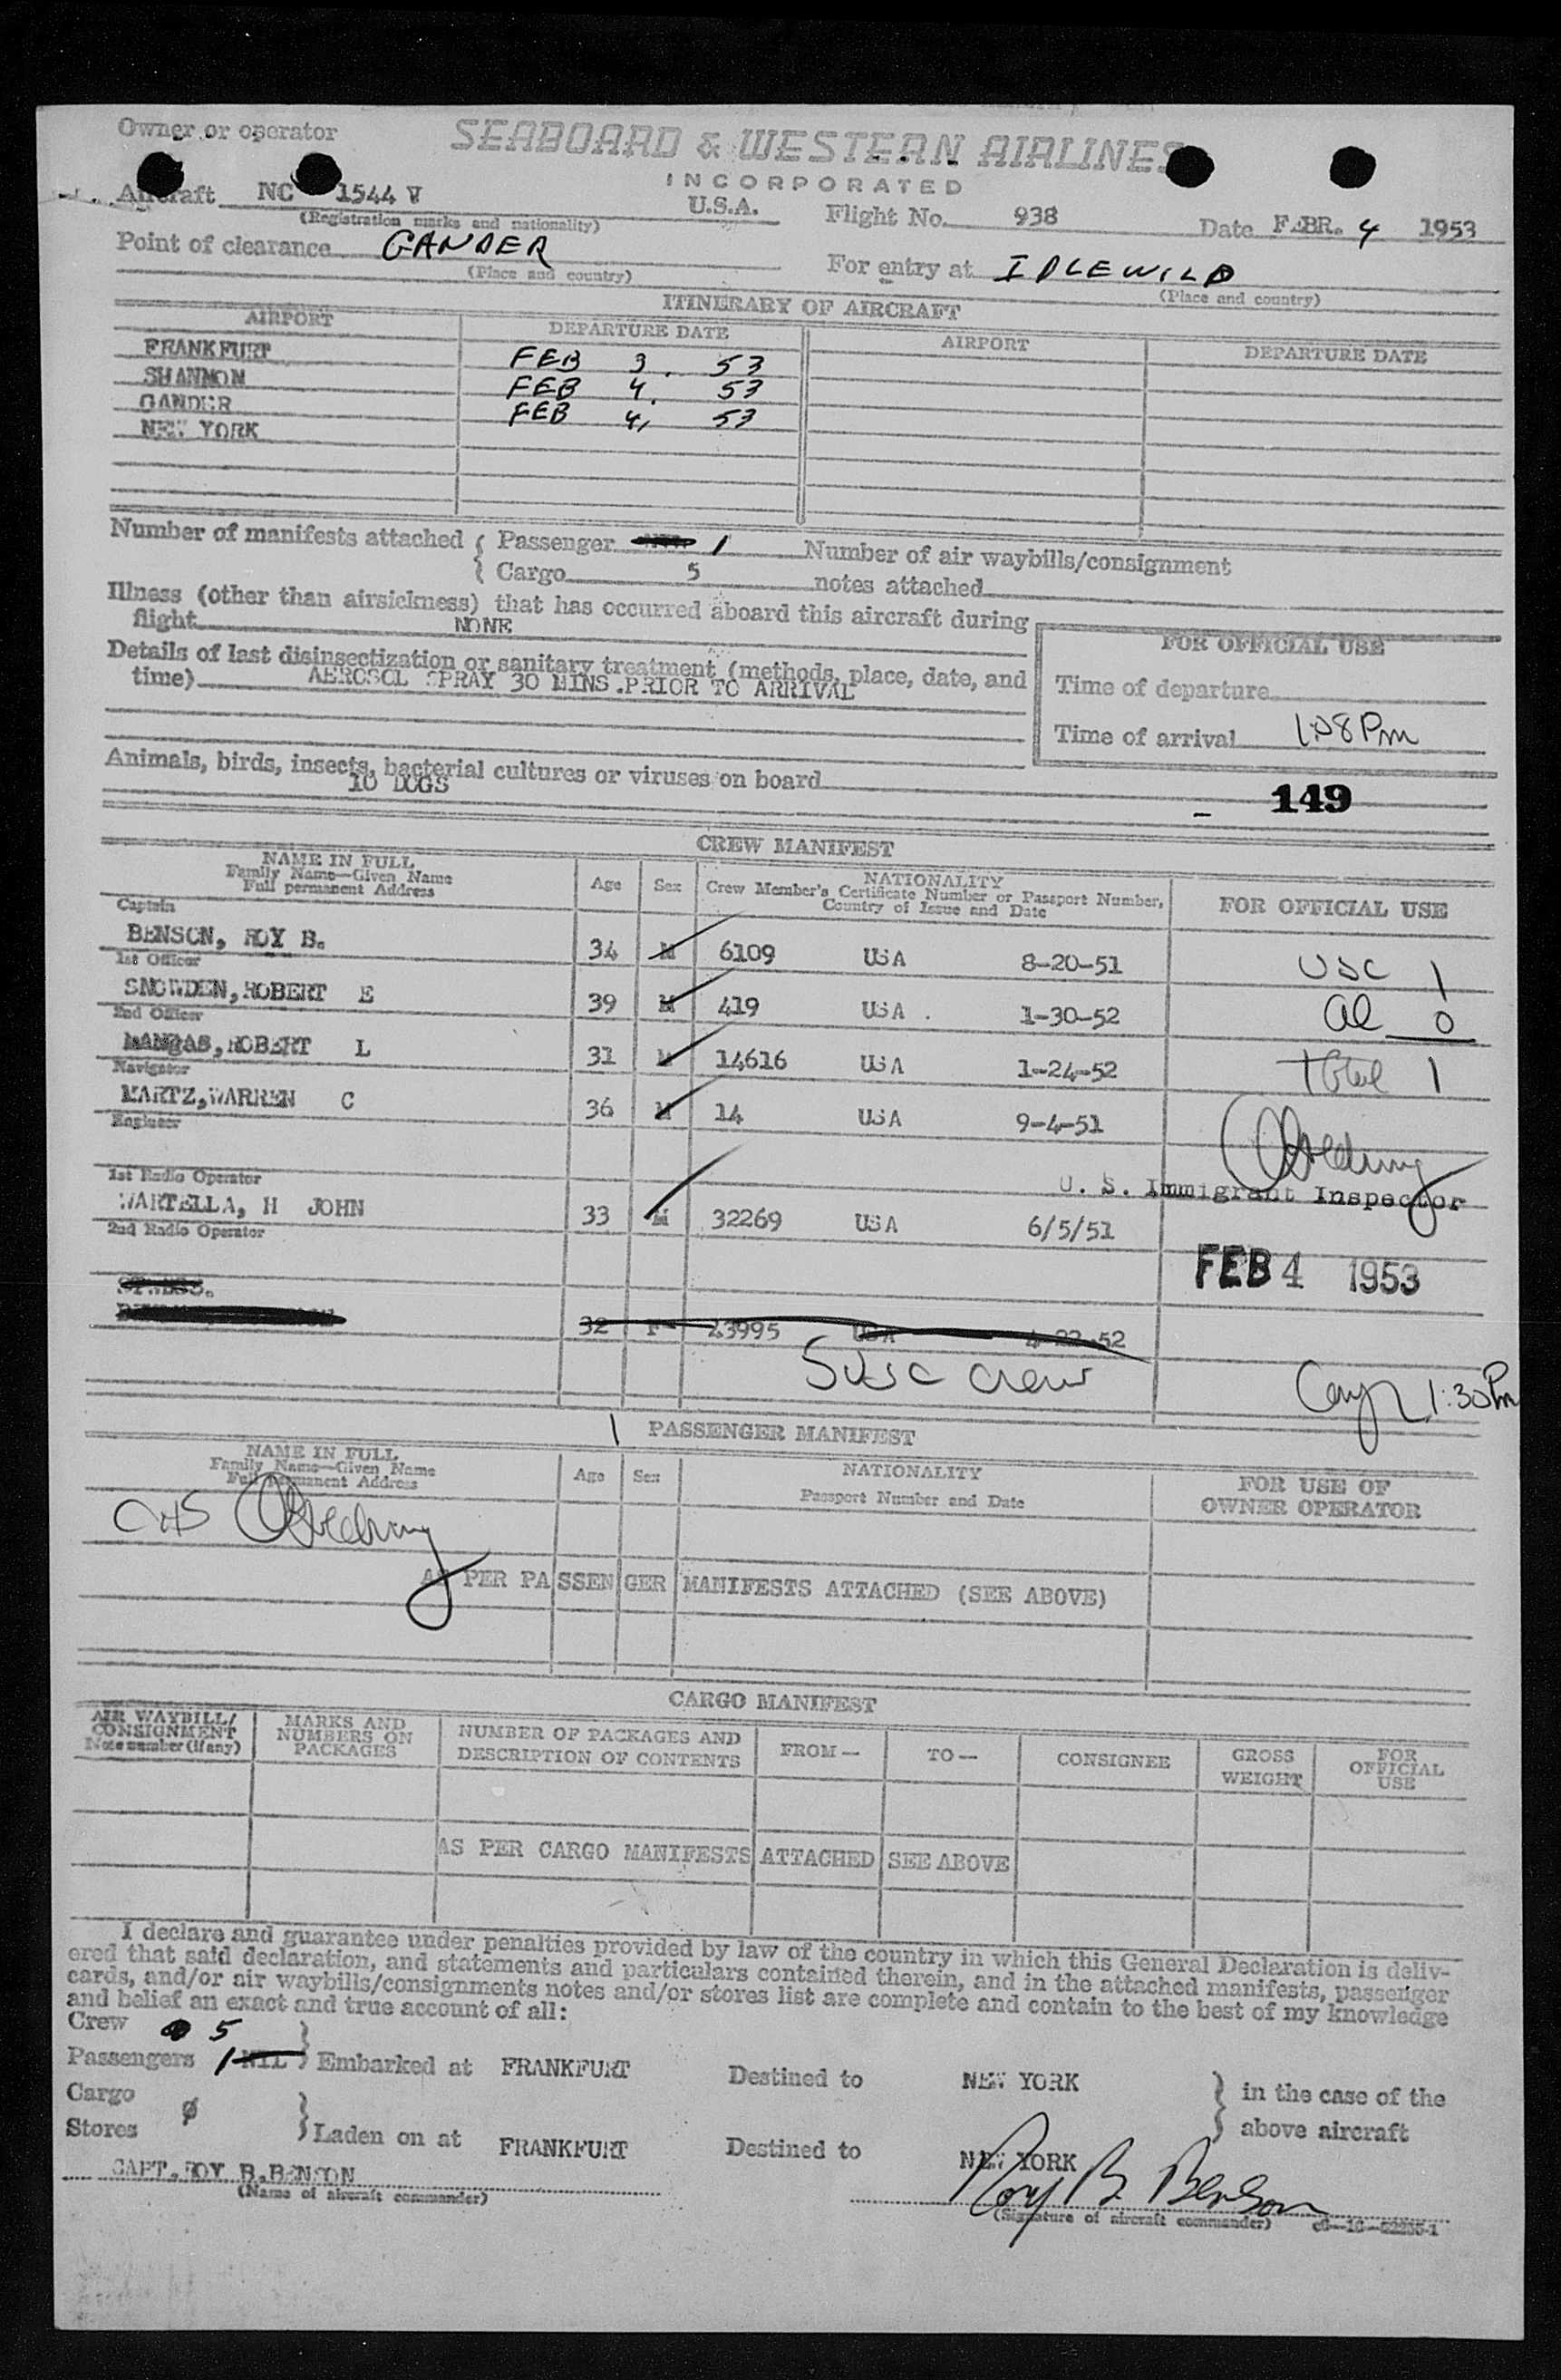 Owner or operator
SEABOARD & WESTERN AIRLINES
INCORPORATED
Aircraft NC 1544 V U.S.A. Flight No. 938 Date FEBR. 4 1953
(Registration marks and nationality)
Point of clearance GANDER For entry at IDLEWILD
(Place and country) (Place and country)
ITINERARY OF AIRCRAFT
AIRPORT DEPARTURE DATE AIRPORT DEPARTURE DATE
FRANKFURT FEB 3. 53
SHANNON FEB 4. 53
GANDER FEB 4, 53
NEW YORK
Number of manifests attached { Passenger 1 Number of air waybills/consignment
Cargo 5 notes attached
Illness (other than airsickness) that has occurred aboard this aircraft during
flight NONE
FOR OFFICIAL USE
Details of last disinsectization or sanitary treatment (methods, place, date, and
time) AEROSOL SPRAY 30 MINS.PRIOR TO ARRIVAL
Time of departure
Time of arrival 1:08 Pm
Animals, birds, insects, bacterial cultures or viruses on board
10 DOGS
149
CREW MANIFEST
NAME IN FULL
Family Name—Given Name
Full permanent Address
Age Sex
NATIONALITY
Crew Member's Certificate Number or Passport Number,
Country of Issue and Date
FOR OFFICIAL USE
Captain
BENSON, ROY B. 34 M 6109 USA 8-20-51 USC 1
1st Officer
SNOWDEN,ROBERT E 39 M 419 USA . 1-30-52 al 0
2nd Officer
MANGAS,ROBERT L 31 M 14616 USA 1-24-52 Total 1
Navigator
MARTZ,WARREN C 36 M 14 USA 9-4-51
Engineer
U. S. Immigrant Inspector
1st Radio Operator
WARTELLA, H JOHN 33 M 32269 USA 6/5/51
2nd Radio Operator
FEB 4 1953
32 F 23995 USA 4-22-52
5 USC Crew
1:30 Pm
1 PASSENGER MANIFEST
NAME IN FULL
Family Name—Given Name
Full permanent Address
Age Sex
NATIONALITY
Passport Number and Date
FOR USE OF
OWNER OPERATOR
AS PER PASSENGER MANIFESTS ATTACHED (SEE ABOVE)
CARGO MANIFEST
AIR WAYBILL/
CONSIGNMENT
Note number (if any)
MARKS AND
NUMBERS ON
PACKAGES
NUMBER OF PACKAGES AND
DESCRIPTION OF CONTENTS
FROM— TO— CONSIGNEE
GROSS
WEIGHT
FOR
OFFICIAL
USE
AS PER CARGO MANIFESTS ATTACHED SEE ABOVE
I declare and guarantee under penalties provided by law of the country in which this General Declaration is deliv-
ered that said declaration, and statements and particulars contained therein, and in the attached manifests, passenger
cards, and/or air waybills/consignments notes and/or stores list are complete and contain to the best of my knowledge
and belief an exact and true account of all:
Crew 5
Passengers 1 NIL } Embarked at FRANKFURT Destined to NEW YORK } in the case of the
Cargo
above aircraft
Stores } Laden on at FRANKFURT Destined to NEW YORK
CAPT.ROY B.BENSON Roy B. Benson
(Name of aircraft commander) (Signature of aircraft commander) c6—16—62235-1